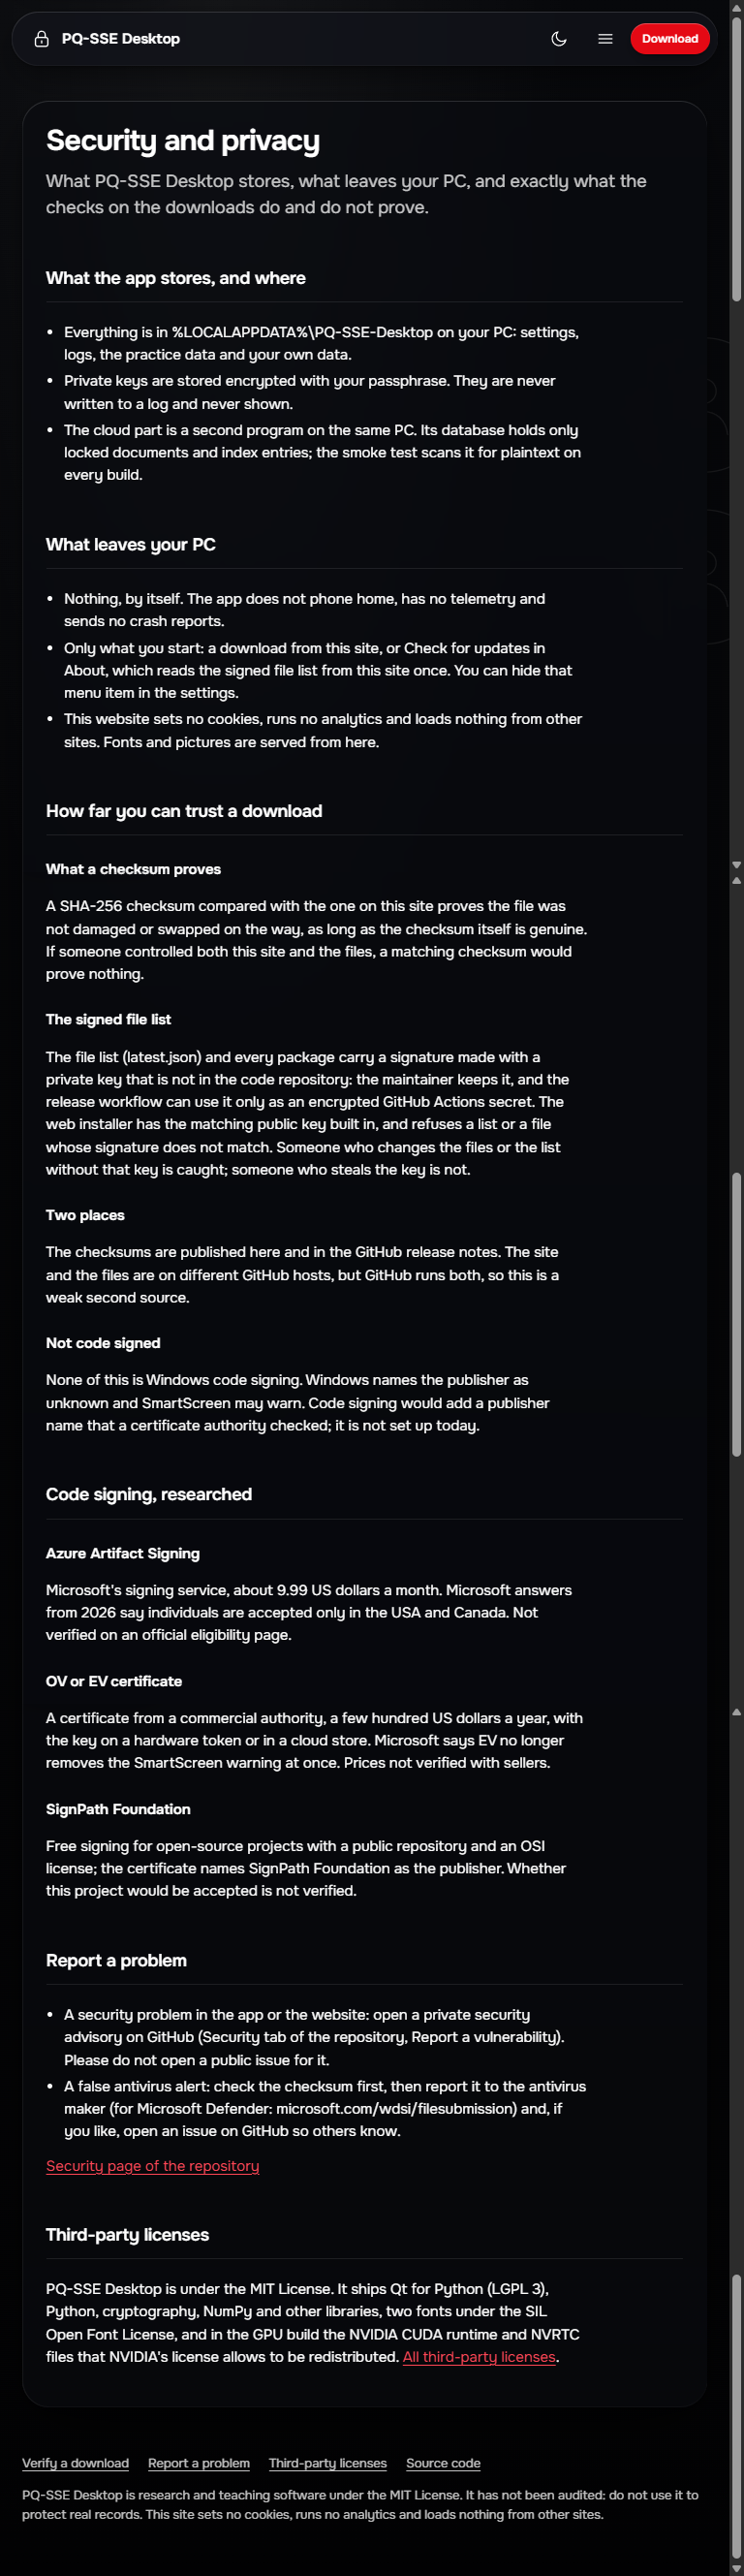 PQ-SSE Desktop
Download
Security and privacy
What PQ-SSE Desktop stores, what leaves your PC, and exactly what the
checks on the downloads do and do not prove.
What the app stores, and where
• Everything is in %LOCALAPPDATA%\PQ-SSE-Desktop on your PC: settings,
logs, the practice data and your own data.
• Private keys are stored encrypted with your passphrase. They are never
written to a log and never shown.
• The cloud part is a second program on the same PC. Its database holds only
locked documents and index entries; the smoke test scans it for plaintext on
every build.
What leaves your PC
• Nothing, by itself. The app does not phone home, has no telemetry and
sends no crash reports.
• Only what you start: a download from this site, or Check for updates in
About, which reads the signed file list from this site once. You can hide that
menu item in the settings.
• This website sets no cookies, runs no analytics and loads nothing from other
sites. Fonts and pictures are served from here.
How far you can trust a download
What a checksum proves
A SHA-256 checksum compared with the one on this site proves the file was
not damaged or swapped on the way, as long as the checksum itself is genuine.
If someone controlled both this site and the files, a matching checksum would
prove nothing.
The signed file list
The file list (latest.json) and every package carry a signature made with a
private key that is not in the code repository: the maintainer keeps it, and the
release workflow can use it only as an encrypted GitHub Actions secret. The
web installer has the matching public key built in, and refuses a list or a file
whose signature does not match. Someone who changes the files or the list
without that key is caught; someone who steals the key is not.
Two places
The checksums are published here and in the GitHub release notes. The site
and the files are on different GitHub hosts, but GitHub runs both, so this is a
weak second source.
Not code signed
None of this is Windows code signing. Windows names the publisher as
unknown and SmartScreen may warn. Code signing would add a publisher
name that a certificate authority checked; it is not set up today.
Code signing, researched
Azure Artifact Signing
Microsoft's signing service, about 9.99 US dollars a month. Microsoft answers
from 2026 say individuals are accepted only in the USA and Canada. Not
verified on an official eligibility page.
OV or EV certificate
A certificate from a commercial authority, a few hundred US dollars a year, with
the key on a hardware token or in a cloud store. Microsoft says EV no longer
removes the SmartScreen warning at once. Prices not verified with sellers.
SignPath Foundation
Free signing for open-source projects with a public repository and an OSI
license; the certificate names SignPath Foundation as the publisher. Whether
this project would be accepted is not verified.
Report a problem
• A security problem in the app or the website: open a private security
advisory on GitHub (Security tab of the repository, Report a vulnerability).
Please do not open a public issue for it.
• A false antivirus alert: check the checksum first, then report it to the antivirus
maker (for Microsoft Defender: microsoft.com/wdsi/filesubmission) and, if
you like, open an issue on GitHub so others know.
Security page of the repository
Third-party licenses
PQ-SSE Desktop is under the MIT License. It ships Qt for Python (LGPL 3),
Python, cryptography, NumPy and other libraries, two fonts under the SIL
Open Font License, and in the GPU build the NVIDIA CUDA runtime and NVRTC
files that NVIDIA's license allows to be redistributed. All third-party licenses.
Verify a download Report a problem Third-party licenses Source code
PQ-SSE Desktop is research and teaching software under the MIT License. It has not been audited: do not use it to
protect real records. This site sets no cookies, runs no analytics and loads nothing from other sites.